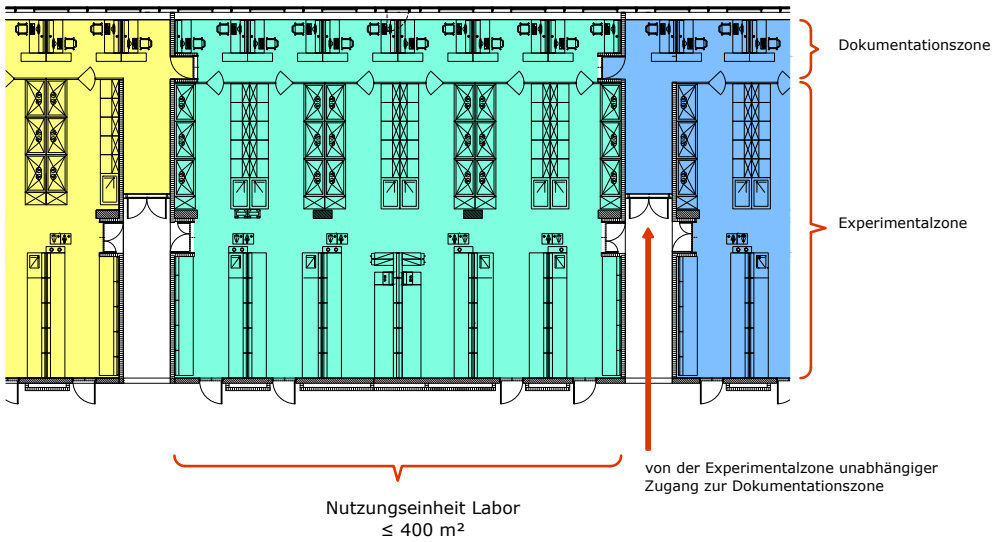 Dokumentationszone
Experimentalzone
von der Experimentalzone unabhängiger
Zugang zur Dokumentationszone
Nutzungseinheit Labor
≤ 400 m²